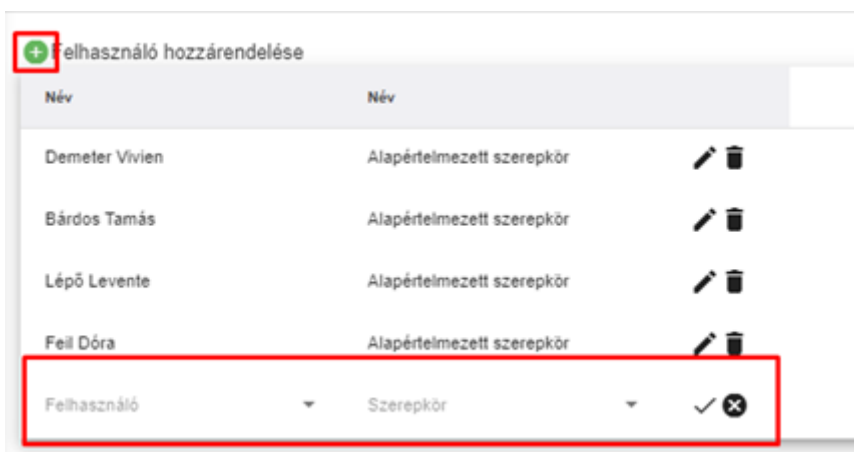 Felhasználó hozzárendelése
Név Név
Demeter Vivien Alapértelmezett szerepkör
Bárdos Tamás Alapértelmezett szerepkör
Lépő Levente Alapértelmezett szerepkör
Feil Dóra Alapértelmezett szerepkör
Felhasználó Szerepkör